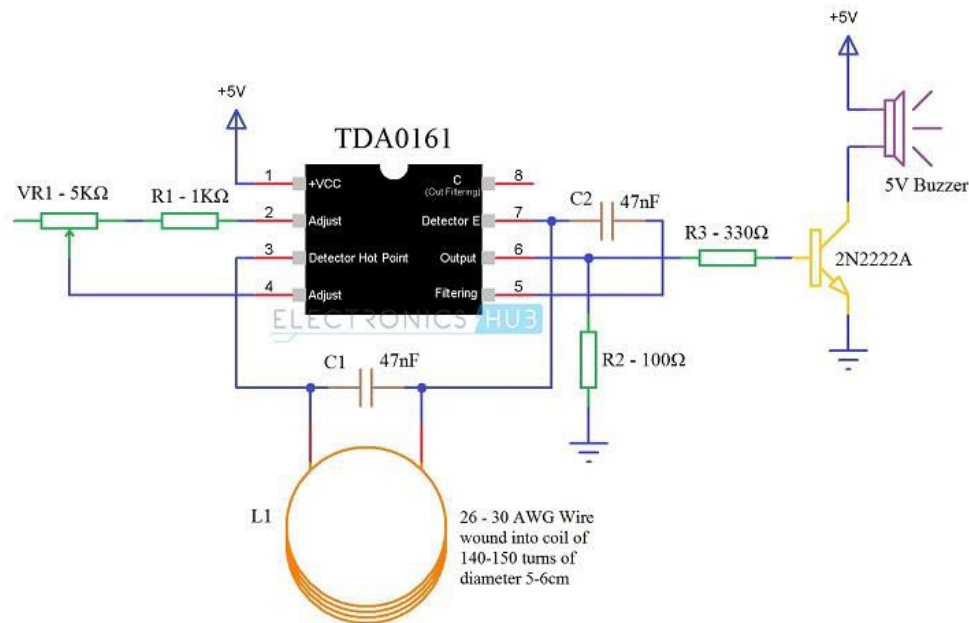 +5V
+5V
TDA0161
5V Buzzer
VR1 - 5KΩ
R1 - 1KΩ
1
+VCC
C
(Out Filtering)
8
2
Adjust
Detector E
7
C2
47nF
3
Detector Hot Point
Output
6
R3 - 330Ω
2N2222A
4
Adjust
Filtering
5
ELECTRONICS HUB
C1
47nF
R2 - 100Ω
L1
26 - 30 AWG Wire
wound into coil of
140-150 turns of
diameter 5-6cm